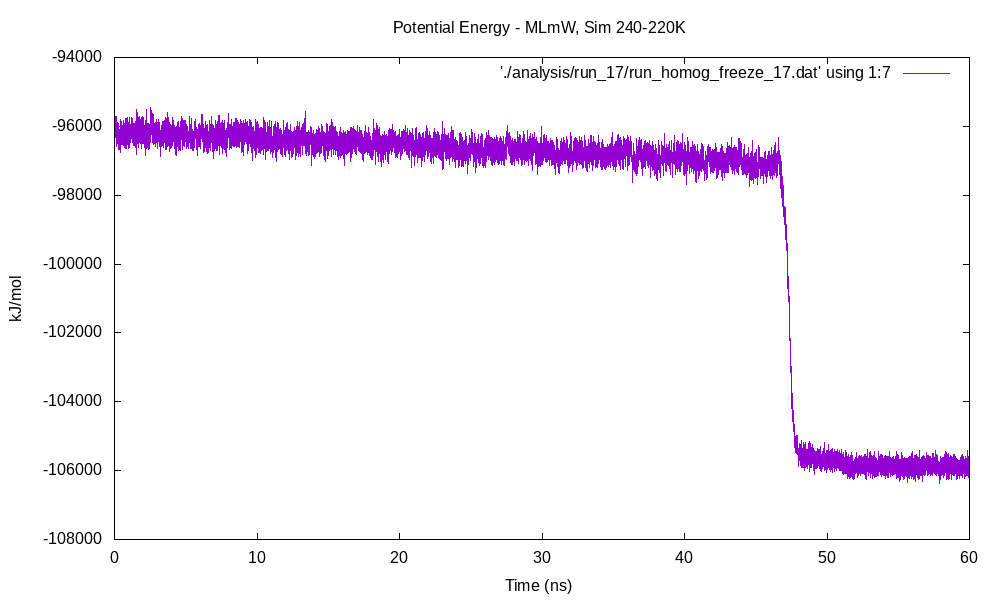 Potential Energy - MLmW, Sim 240-220K
'./analysis/run_17/run_homog_freeze_17.dat' using 1:7
-94000
-96000
-98000
-100000
-102000
-104000
-106000
-108000
kJ/mol
0 10 20 30 40 50 60
Time (ns)